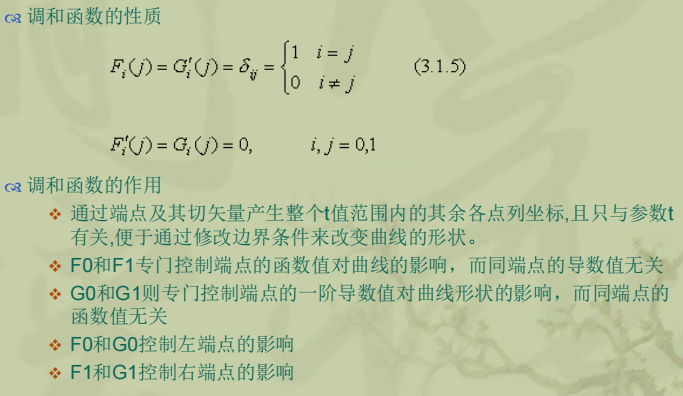 调和函数的性质
F_i(j) = G_i'(j) = δ_ij = { 1 i = j
0 i ≠ j (3.1.5)
F_i'(j) = G_i(j) = 0, i, j = 0,1
调和函数的作用
通过端点及其切矢量产生整个t值范围内的其余各点列坐标,且只与参数t
有关,便于通过修改边界条件来改变曲线的形状。
F0和F1专门控制端点的函数值对曲线的影响，而同端点的导数值无关
G0和G1则专门控制端点的一阶导数值对曲线形状的影响，而同端点的
函数值无关
F0和G0控制左端点的影响
F1和G1控制右端点的影响